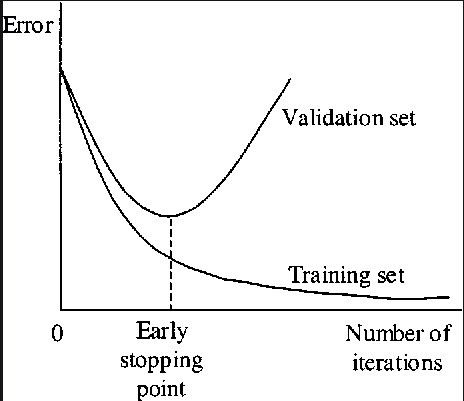 Error
Validation set
Training set
0
Early
stopping
point
Number of
iterations